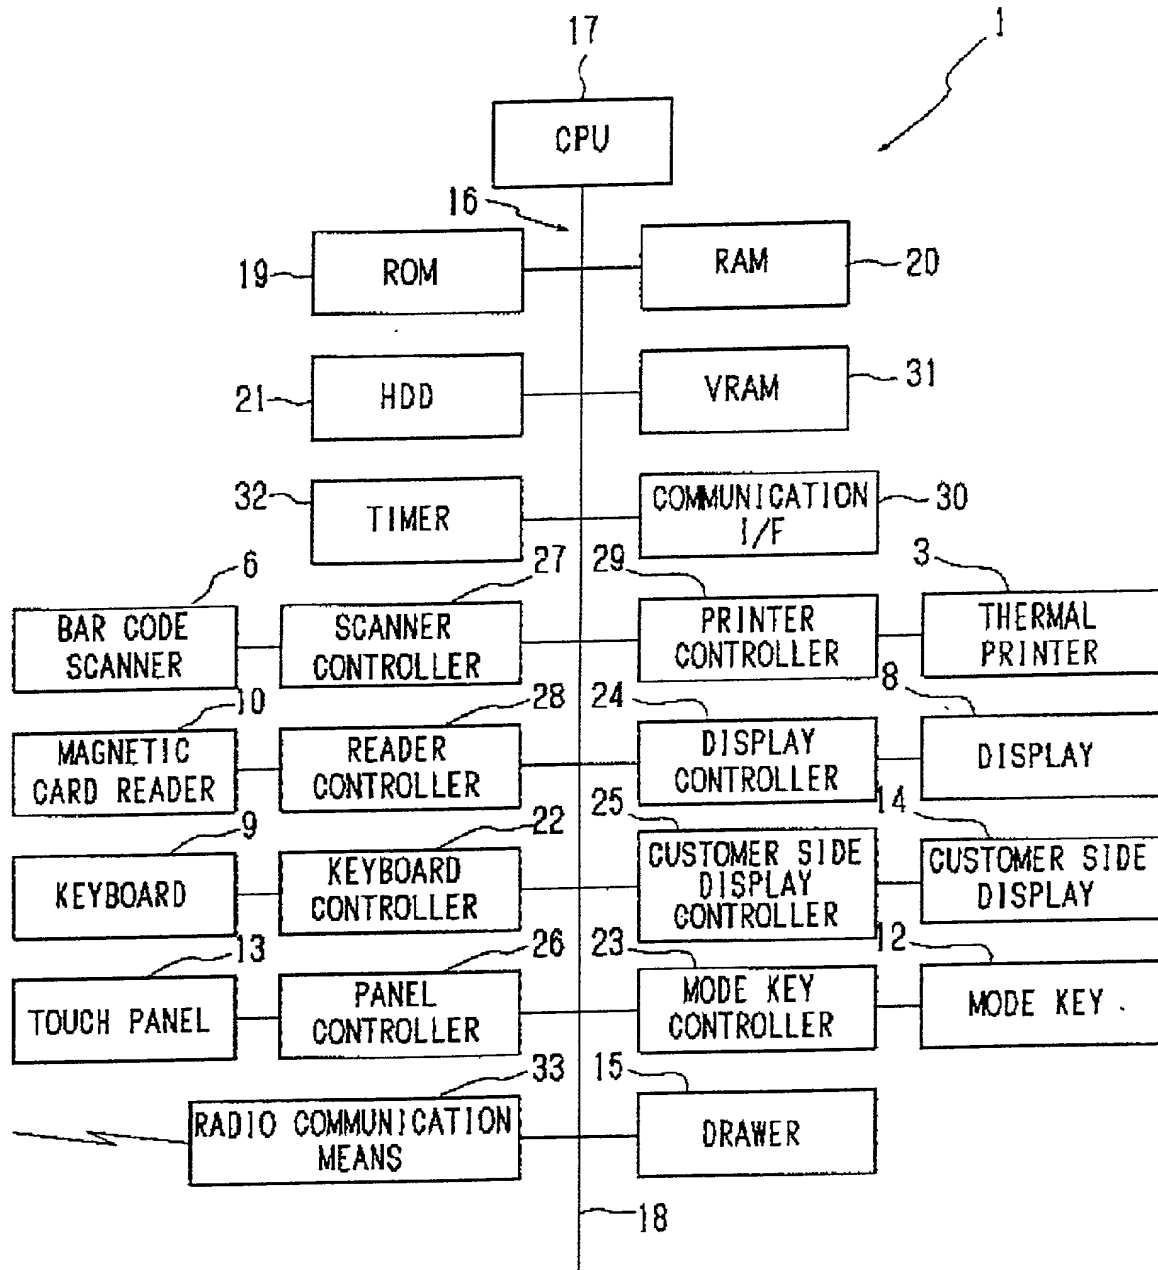 17
1
CPU
16
19
ROM
RAM
20
21
HDD
VRAM
31
32
TIMER
COMMUNICATION
I/F
30
6
27
29
3
BAR CODE
SCANNER
SCANNER
CONTROLLER
PRINTER
CONTROLLER
THERMAL
PRINTER
10
28
24
8
MAGNETIC
CARD READER
READER
CONTROLLER
DISPLAY
CONTROLLER
DISPLAY
9
22
25
14
KEYBOARD
KEYBOARD
CONTROLLER
CUSTOMER SIDE
DISPLAY
CONTROLLER
CUSTOMER SIDE
DISPLAY
13
26
23
12
TOUCH PANEL
PANEL
CONTROLLER
MODE KEY
CONTROLLER
MODE KEY
33
15
RADIO COMMUNICATION
MEANS
DRAWER
18